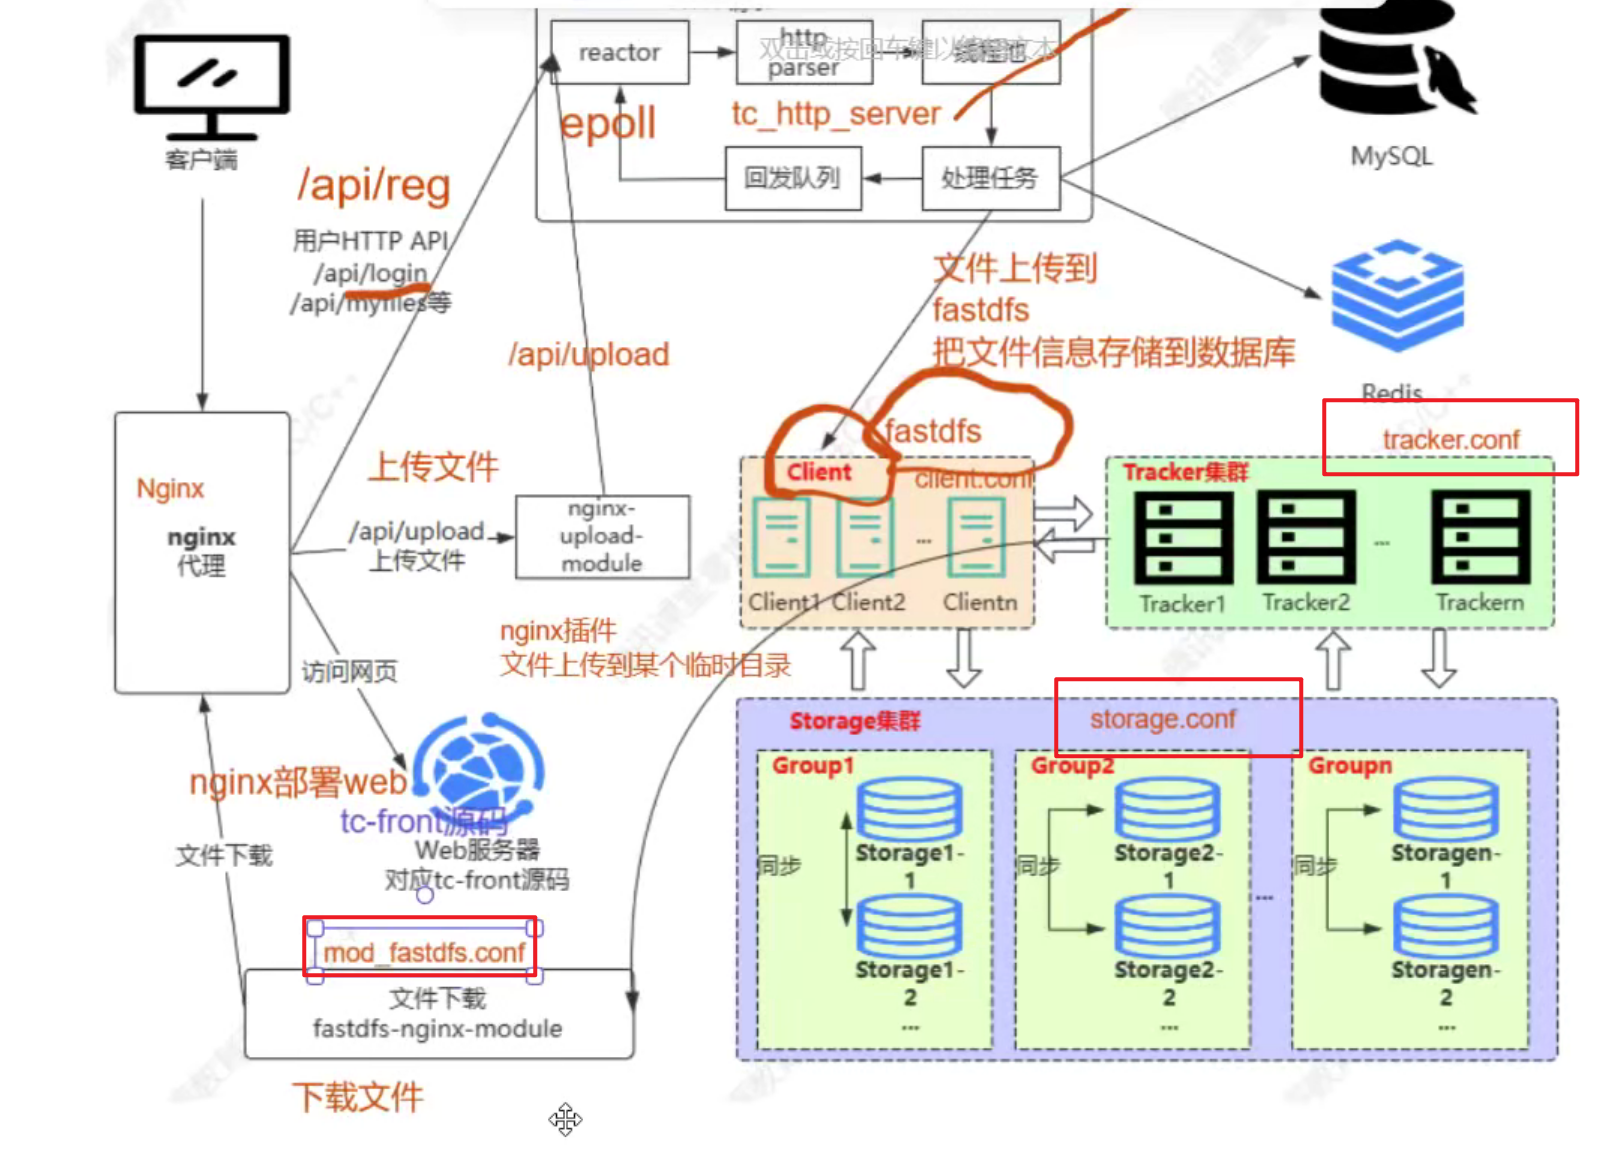 reactor
http
parser
双击或按回车键以编辑文本
线程池
epoll
tc_http_server
回发队列
处理任务
客户端
/api/reg
用户HTTP API
/api/login
/api/myfiles等
MySQL
Redis
文件上传到
fastdfs
把文件信息存储到数据库
/api/upload
Nginx
nginx
代理
上传文件
/api/upload
上传文件
nginx-
upload-
module
nginx插件
文件上传到某个临时目录
fastdfs
Client
client.conf
Client1
Client2
...
Clientn
tracker.conf
Tracker集群
Tracker1
Tracker2
...
Trackern
访问网页
nginx部署web
tc-front源码
Web服务器
对应tc-front源码
文件下载
mod_fastdfs.conf
文件下载
fastdfs-nginx-module
下载文件
Storage集群
storage.conf
Group1
同步
Storage1-
1
Storage1-
2
...
Group2
同步
Storage2-
1
Storage2-
2
...
...
Groupn
同步
Storagen-
1
Storagen-
2
...